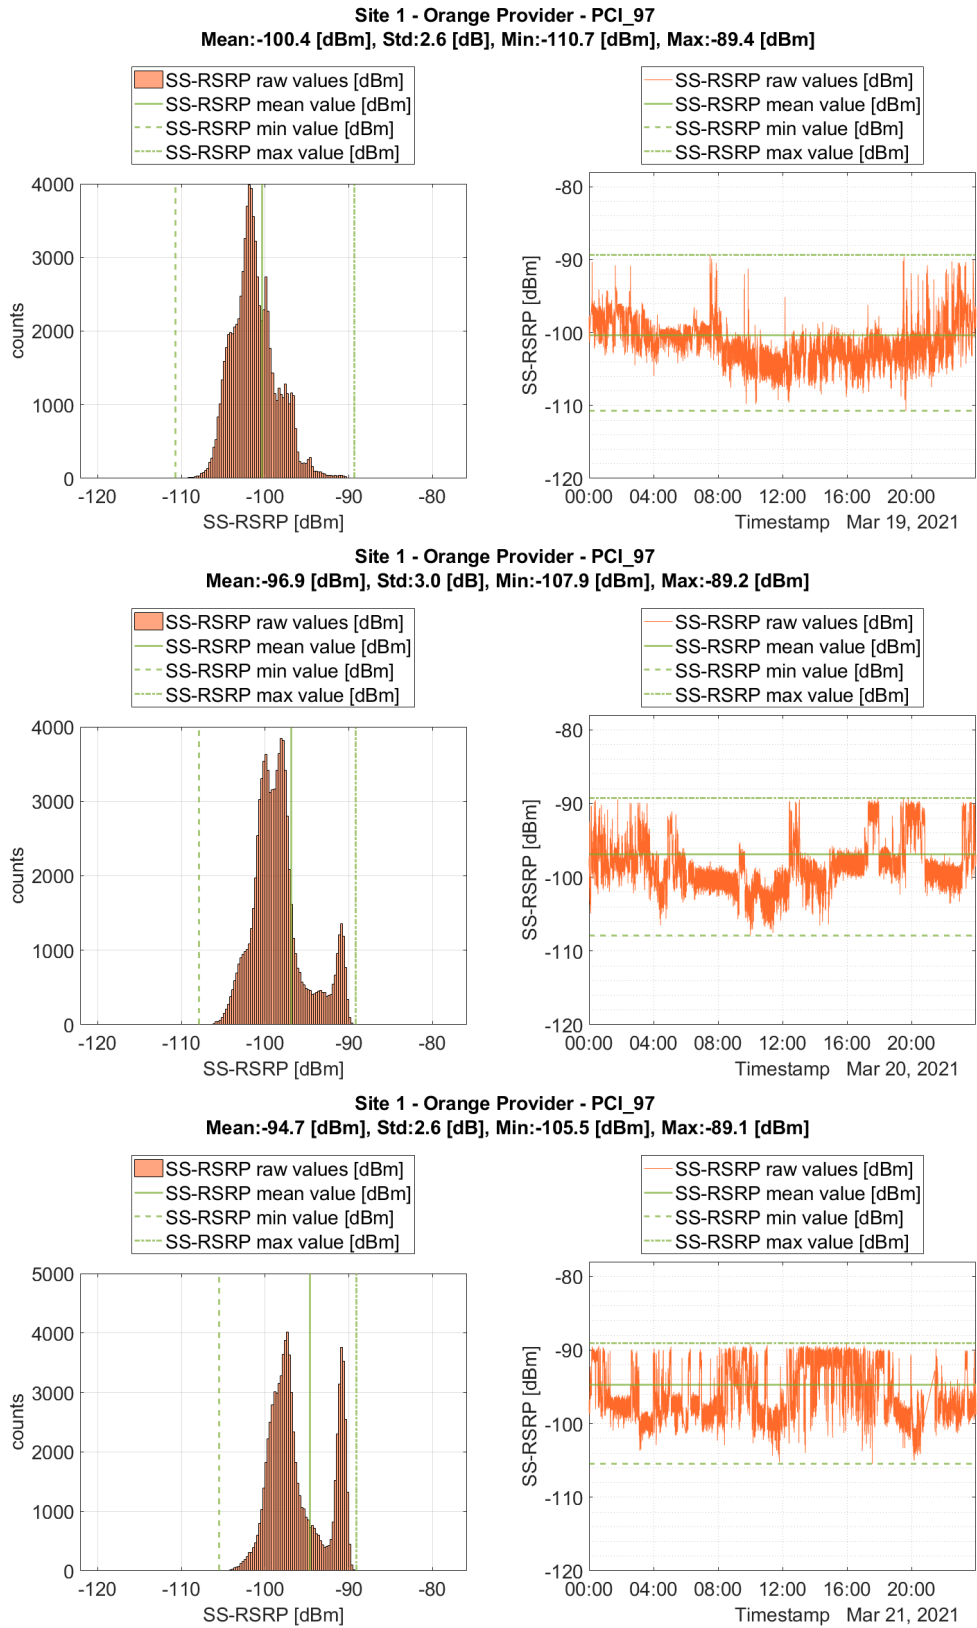 Site 1 - Orange Provider - PCI_97
Mean:-100.4 [dBm], Std:2.6 [dB], Min:-110.7 [dBm], Max:-89.4 [dBm]
SS-RSRP raw values [dBm]
SS-RSRP mean value [dBm]
SS-RSRP min value [dBm]
SS-RSRP max value [dBm]
4000
3000
2000
1000
0
counts
-120 -110 -100 -90 -80
SS-RSRP [dBm]
SS-RSRP raw values [dBm]
SS-RSRP mean value [dBm]
SS-RSRP min value [dBm]
SS-RSRP max value [dBm]
-80
-90
-100
-110
-120
SS-RSRP [dBm]
00:00 04:00 08:00 12:00 16:00 20:00
Timestamp Mar 19, 2021
Site 1 - Orange Provider - PCI_97
Mean:-96.9 [dBm], Std:3.0 [dB], Min:-107.9 [dBm], Max:-89.2 [dBm]
SS-RSRP raw values [dBm]
SS-RSRP mean value [dBm]
SS-RSRP min value [dBm]
SS-RSRP max value [dBm]
4000
3000
2000
1000
0
counts
-120 -110 -100 -90 -80
SS-RSRP [dBm]
SS-RSRP raw values [dBm]
SS-RSRP mean value [dBm]
SS-RSRP min value [dBm]
SS-RSRP max value [dBm]
-80
-90
-100
-110
-120
SS-RSRP [dBm]
00:00 04:00 08:00 12:00 16:00 20:00
Timestamp Mar 20, 2021
Site 1 - Orange Provider - PCI_97
Mean:-94.7 [dBm], Std:2.6 [dB], Min:-105.5 [dBm], Max:-89.1 [dBm]
SS-RSRP raw values [dBm]
SS-RSRP mean value [dBm]
SS-RSRP min value [dBm]
SS-RSRP max value [dBm]
5000
4000
3000
2000
1000
0
counts
-120 -110 -100 -90 -80
SS-RSRP [dBm]
SS-RSRP raw values [dBm]
SS-RSRP mean value [dBm]
SS-RSRP min value [dBm]
SS-RSRP max value [dBm]
-80
-90
-100
-110
-120
SS-RSRP [dBm]
00:00 04:00 08:00 12:00 16:00 20:00
Timestamp Mar 21, 2021